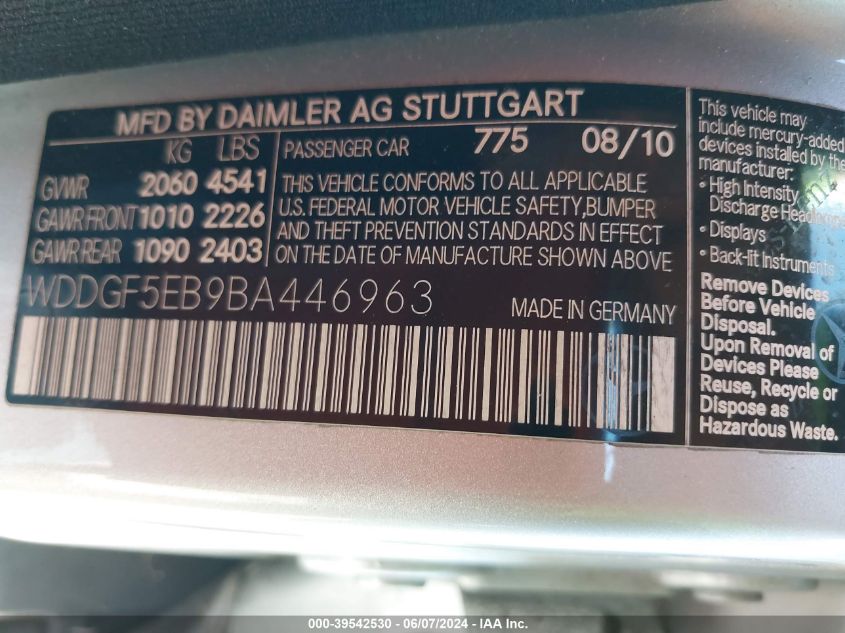 MFD BY DAIMLER AG STUTTGART
KG LBS
GVWR 2060 4541
GAWR FRONT 1010 2226
GAWR REAR 1090 2403
PASSENGER CAR 775 08/10
THIS VEHICLE CONFORMS TO ALL APPLICABLE
U.S. FEDERAL MOTOR VEHICLE SAFETY,BUMPER
AND THEFT PREVENTION STANDARDS IN EFFECT
ON THE DATE OF MANUFACTURE SHOWN ABOVE
WDDGF5EB9BA446963 MADE IN GERMANY
This vehicle may
include mercury-added
devices installed by the
manufacturer:
• High Intensity
Discharge
• Displays
• Back-lit Instruments
Remove Devices
Before Vehicle
Disposal.
Upon Removal of
Devices Please
Reuse, Recycle or
Dispose as
Hazardous Waste.
000-39542530 - 06/07/2024 - IAA Inc.